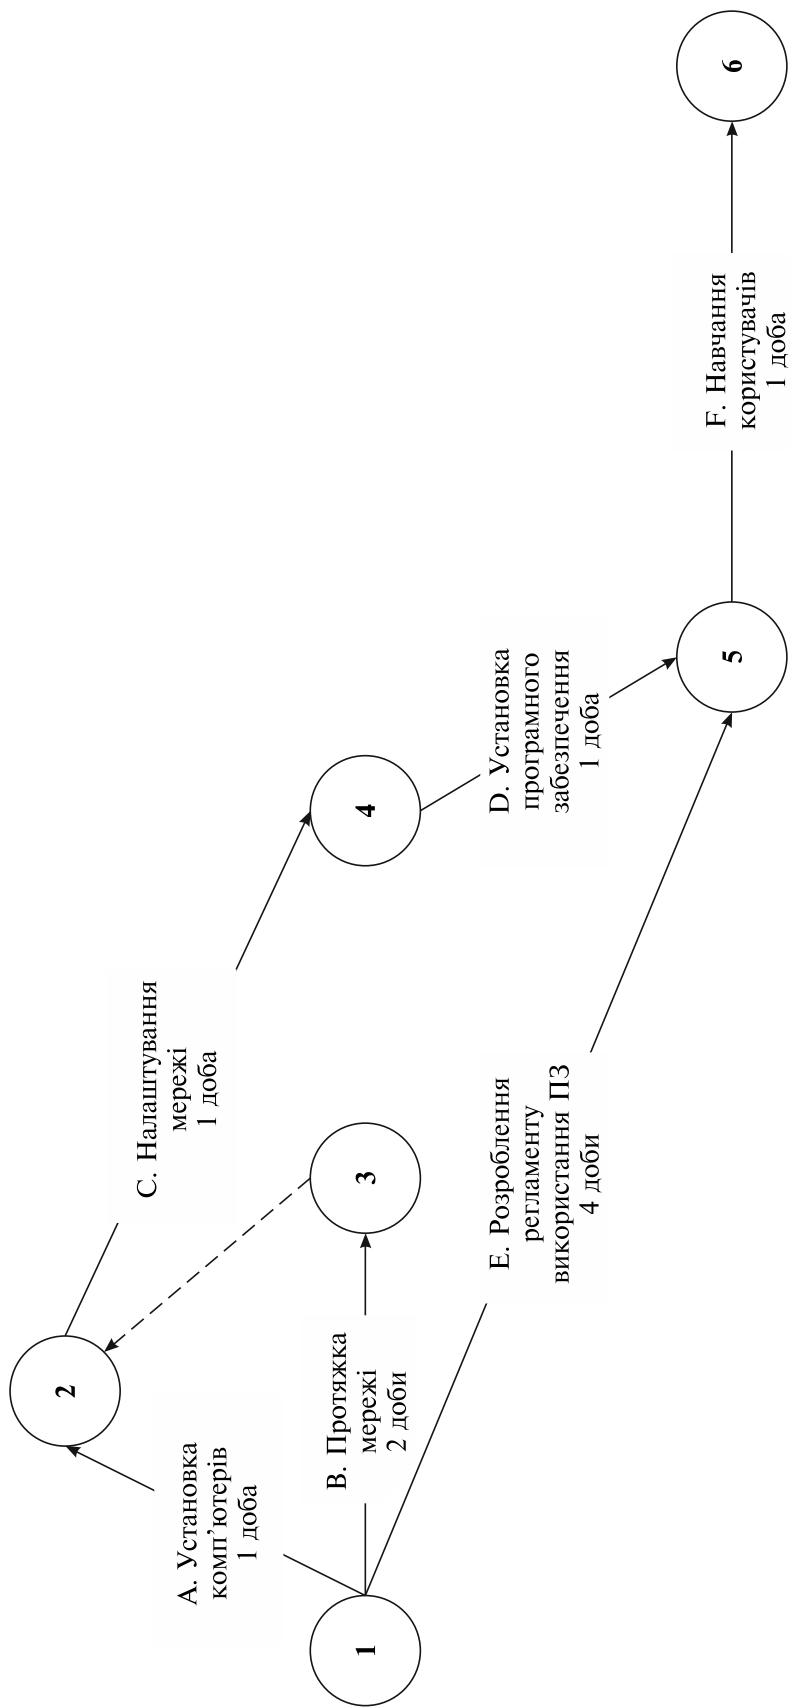 1
A. Установка
комп’ютерів
1 доба
2
B. Протяжка
мережі
2 доби
3
C. Налаштування
мережі
1 доба
4
E. Розроблення
регламенту
використання ПЗ
4 доби
D. Установка
програмного
забезпечення
1 доба
5
F. Навчання
користувачів
1 доба
6